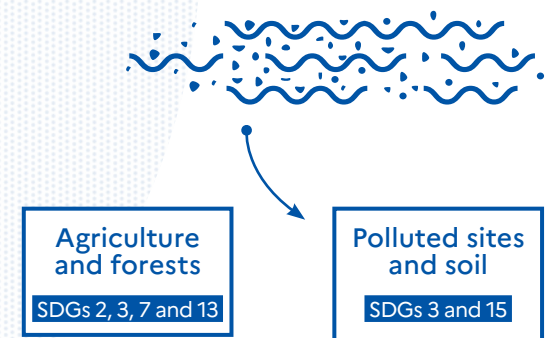 Agriculture
and forests
SDGs 2, 3, 7 and 13
Polluted sites
and soil
SDGs 3 and 15